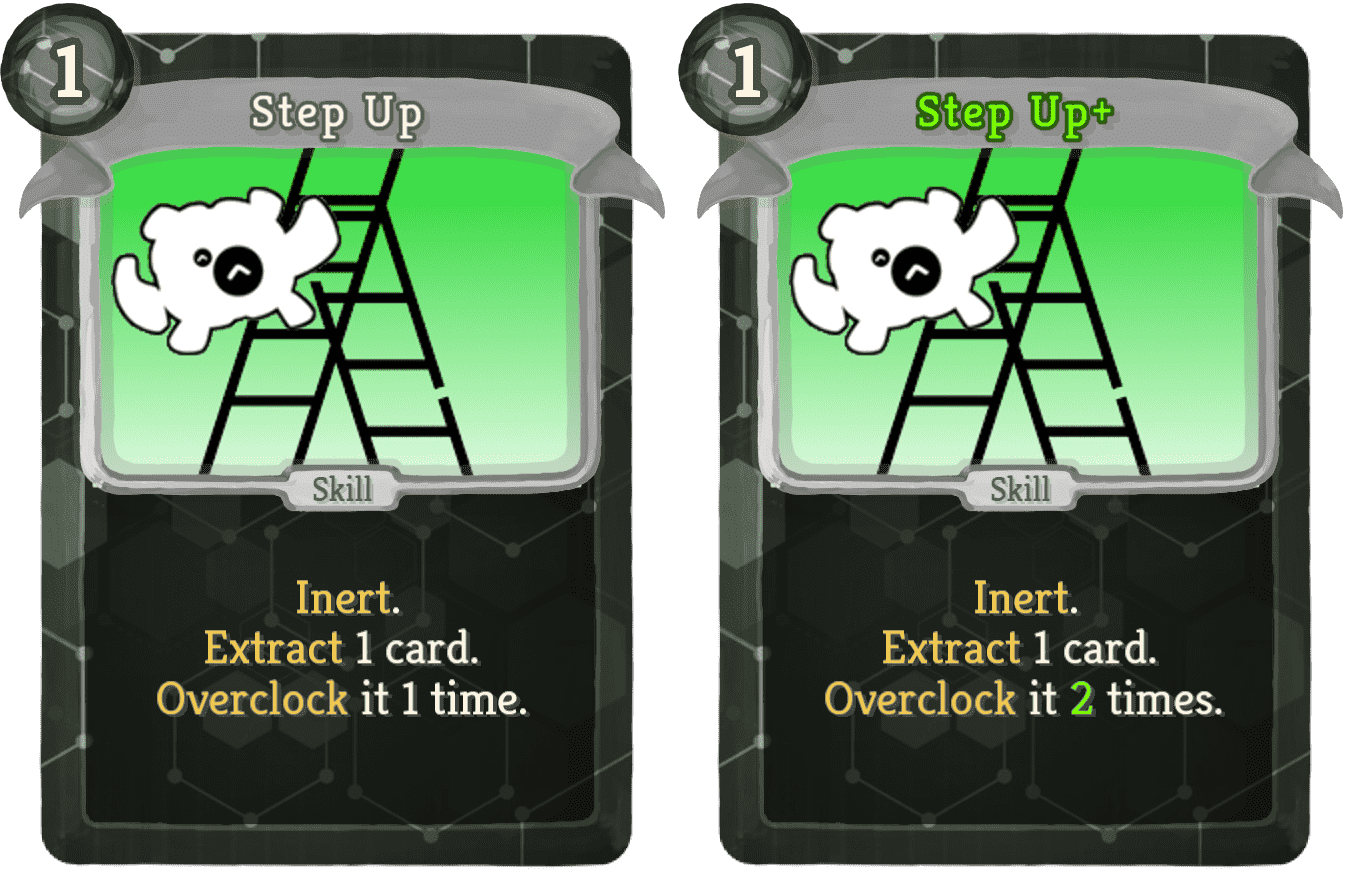 1
Step Up
Skill
Inert.
Extract 1 card.
Overclock it 1 time.
1
Step Up+
Skill
Inert.
Extract 1 card.
Overclock it 2 times.